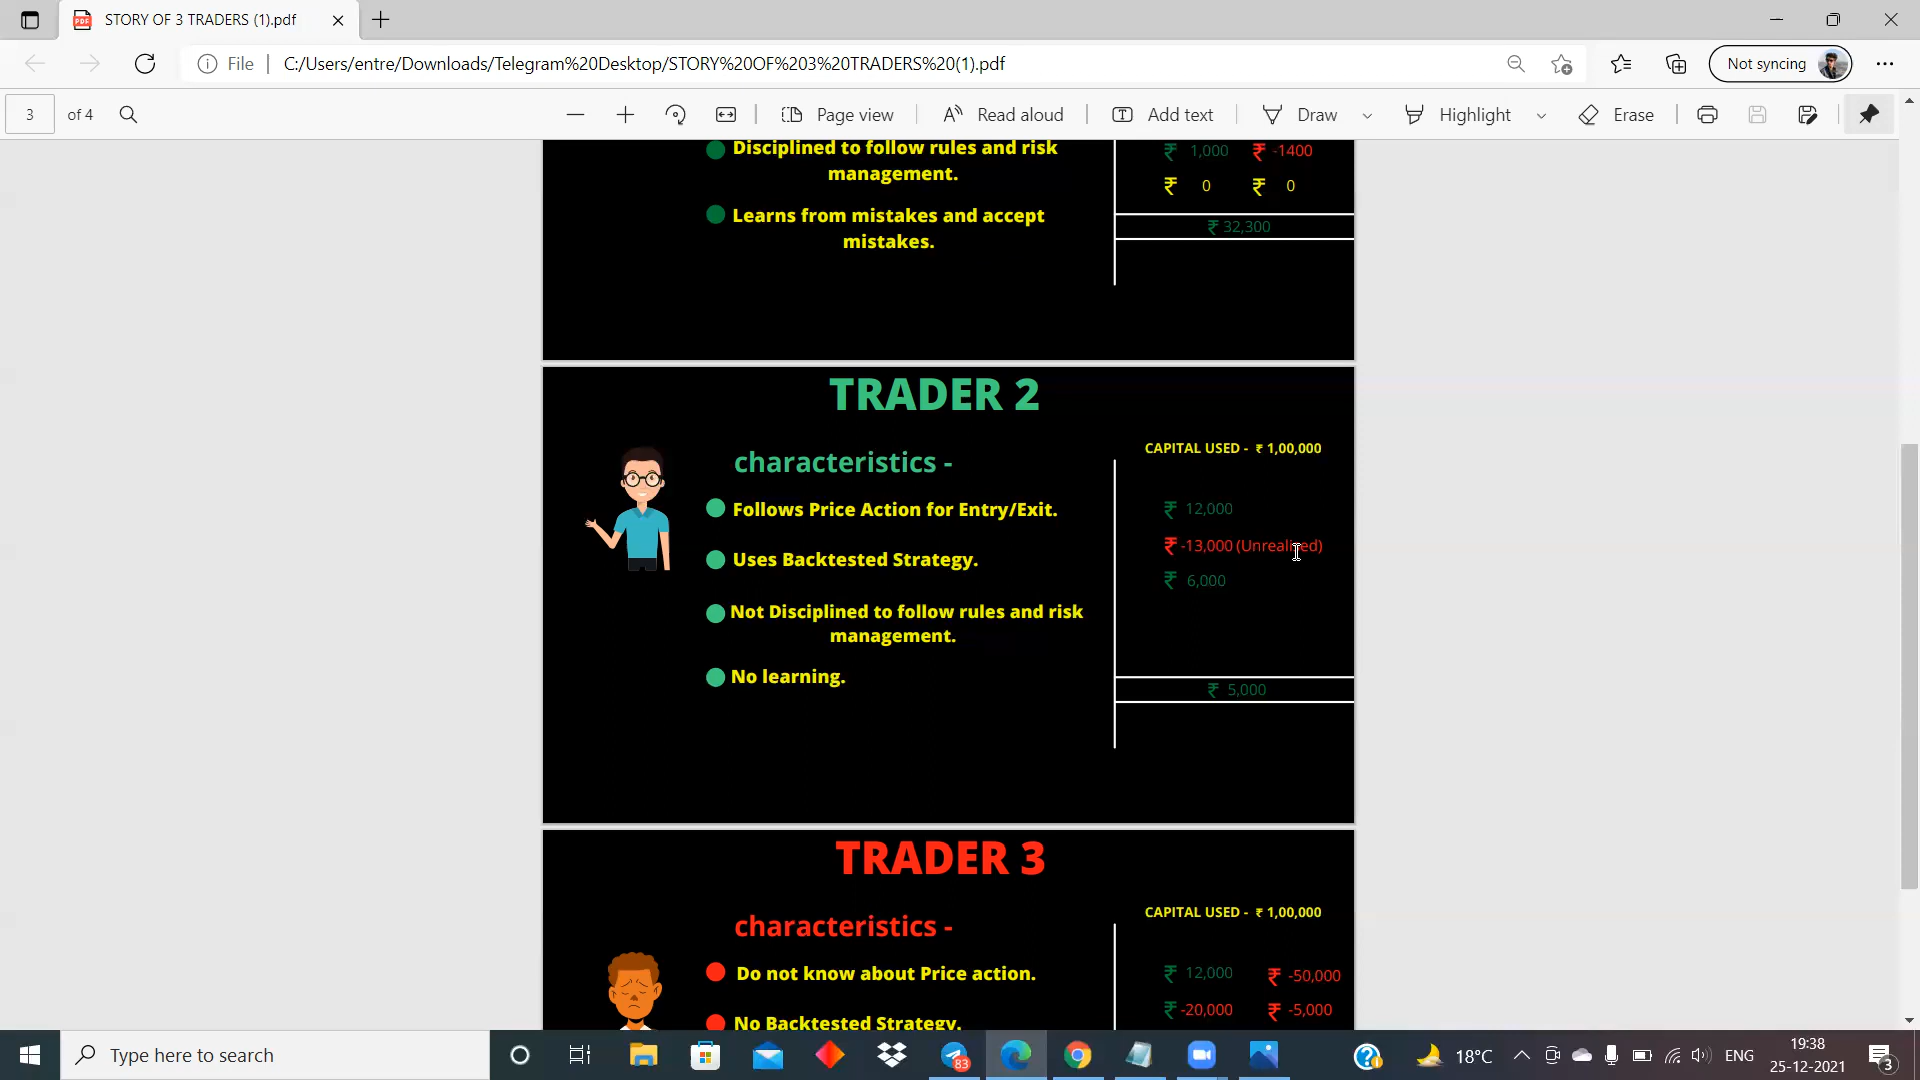 STORY OF 3 TRADERS (1).pdf
File
C:/Users/entre/Downloads/Telegram%20Desktop/STORY%20OF%203%20TRADERS%20(1).pdf
Not syncing
3 of 4
Page view
Read aloud
Add text
Draw
Highlight
Erase
Disciplined to follow rules and risk
management.
Learns from mistakes and accept
mistakes.
₹ 1,000 ₹ -1400
₹ 0 ₹ 0
₹ 32,300
TRADER 2
characteristics -
Follows Price Action for Entry/Exit.
Uses Backtested Strategy.
Not Disciplined to follow rules and risk
management.
No learning.
CAPITAL USED - ₹ 1,00,000
₹ 12,000
₹ -13,000 (Unrealised)
₹ 6,000
₹ 5,000
TRADER 3
characteristics -
Do not know about Price action.
No Backtested Strategy.
CAPITAL USED - ₹ 1,00,000
₹ 12,000 ₹ -50,000
₹ -20,000 ₹ -5,000
Type here to search
83
18°C
ENG
19:38
25-12-2021
3